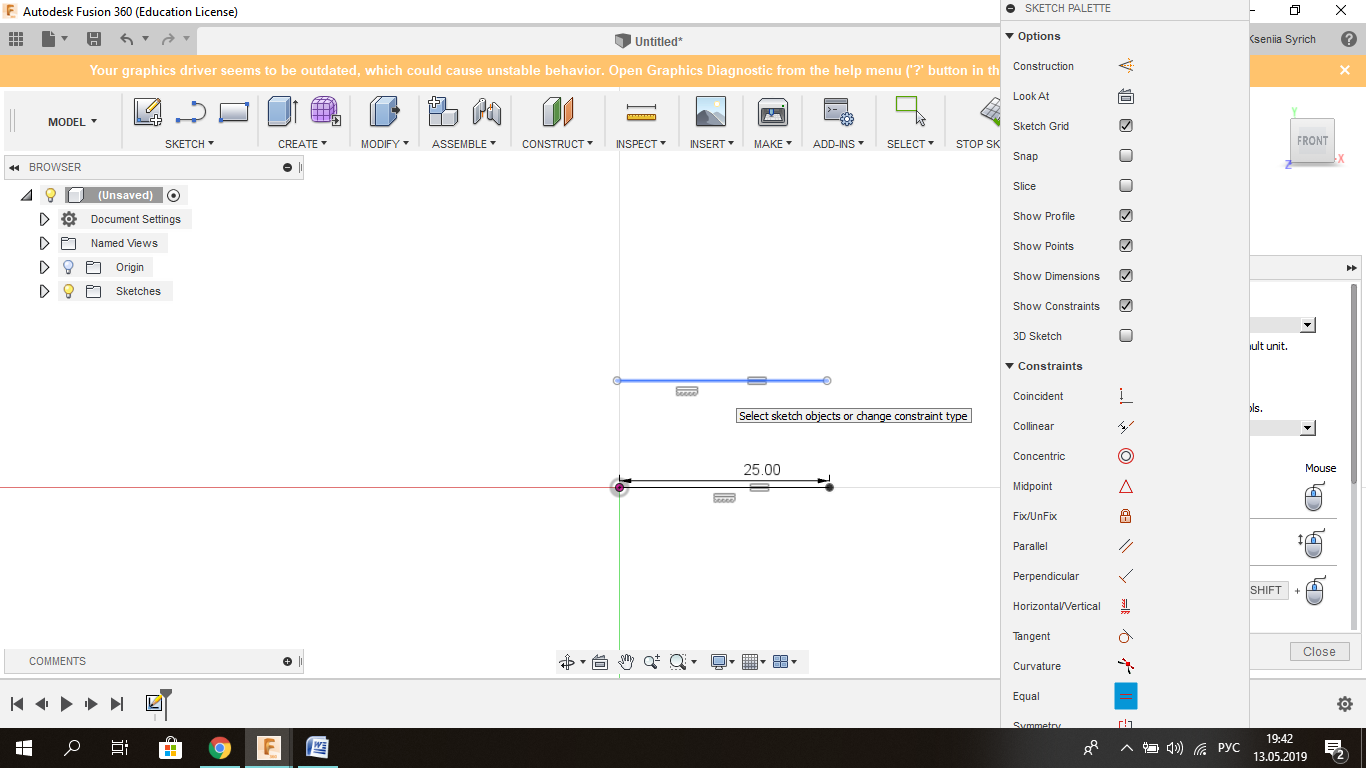 Autodesk Fusion 360 (Education License)
SKETCH PALETTE
Untitled*
Kseniia Syrich
?
Your graphics driver seems to be outdated, which could cause unstable behavior. Open Graphics Diagnostic from the help menu ('?' button in th
MODEL
SKETCH
CREATE
MODIFY
ASSEMBLE
CONSTRUCT
INSPECT
INSERT
MAKE
ADD-INS
SELECT
STOP SK
BROWSER
(Unsaved)
Document Settings
Named Views
Origin
Sketches
Options
Construction
Look At
Sketch Grid
Snap
Slice
Show Profile
Show Points
Show Dimensions
Show Constraints
3D Sketch
Constraints
Coincident
Collinear
Concentric
Midpoint
Fix/UnFix
Parallel
Perpendicular
Horizontal/Vertical
Tangent
Curvature
Equal
Symmetry
Y
FRONT
X
Z
ault unit.
ols.
Mouse
SHIFT +
Close
Select sketch objects or change constraint type
25.00
COMMENTS
РУС
19:42
13.05.2019
2